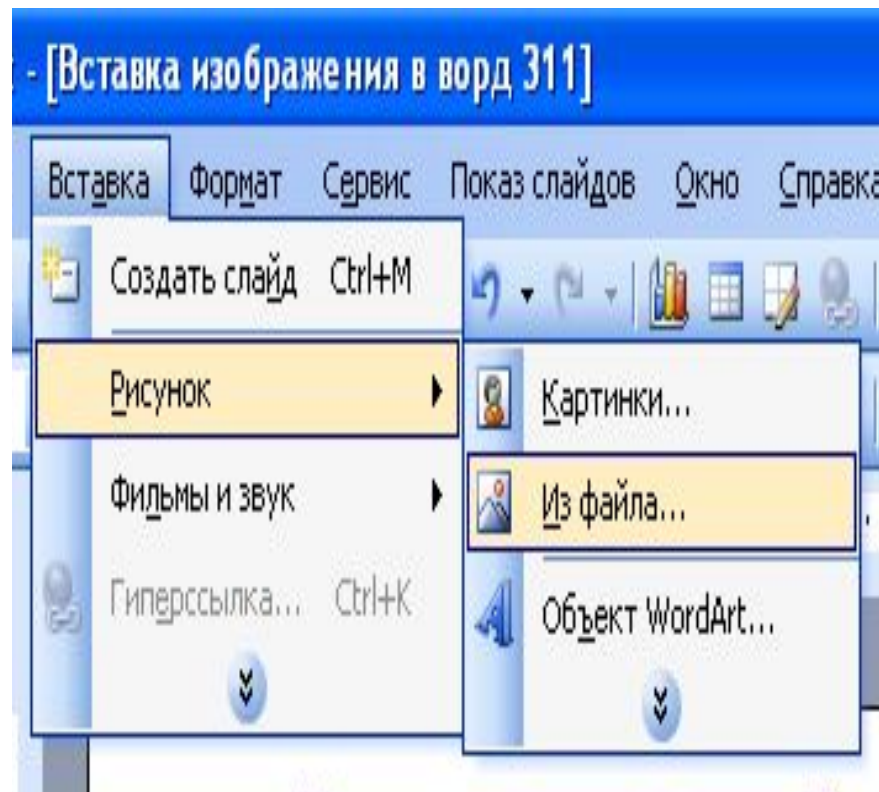 - [Вставка изображения в ворд 311]
Вставка Формат Сервис Показ слайдов Окно Справка
Создать слайд Ctrl+M
Рисунок
Картинки...
Фильмы и звук
Из файла...
Гиперссылка... Ctrl+K
Объект WordArt...